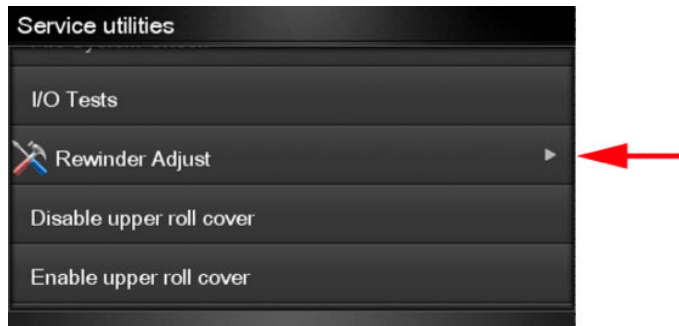 Service utilities
I/O Tests
Rewinder Adjust
Disable upper roll cover
Enable upper roll cover